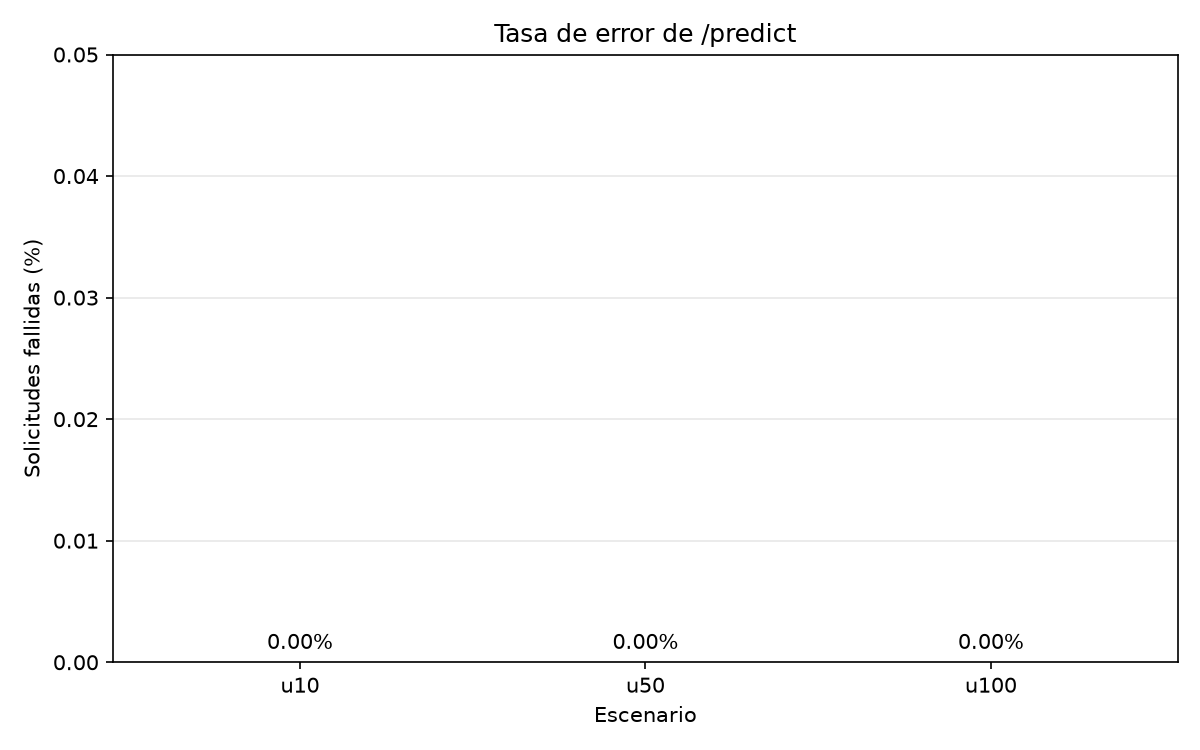 Tasa de error de /predict
Solicitudes fallidas (%)
0.05
0.04
0.03
0.02
0.01
0.00
0.00% 0.00% 0.00%
u10 u50 u100
Escenario